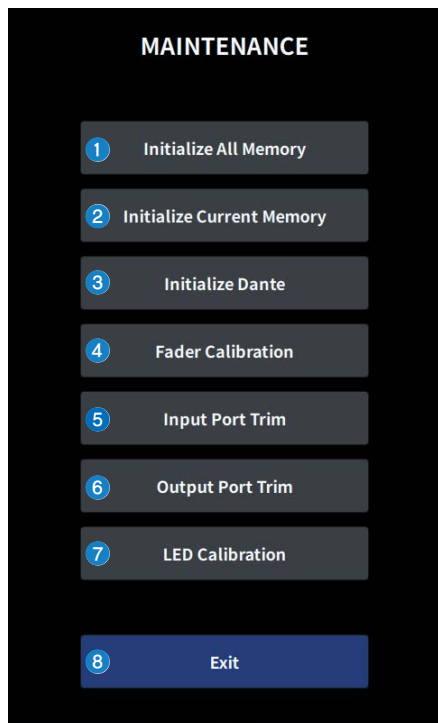 MAINTENANCE
1 Initialize All Memory
2 Initialize Current Memory
3 Initialize Dante
4 Fader Calibration
5 Input Port Trim
6 Output Port Trim
7 LED Calibration
8 Exit